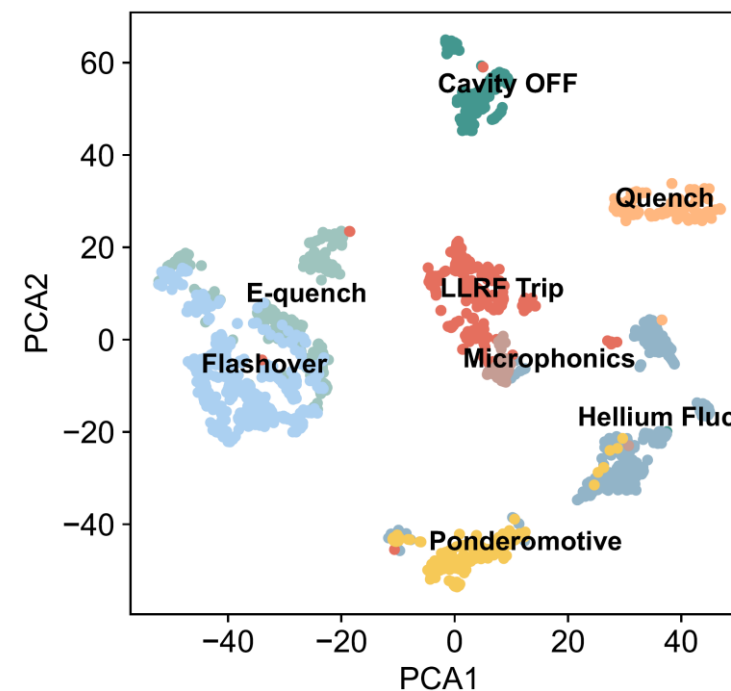 60
Cavity OFF
40
Quench
20
E-quench
LLRF Trip
PCA2
0
Flashover
Microphonics
Hellium Fluc
−20
−40
Ponderomotive
−40
−20
0
20
40
PCA1